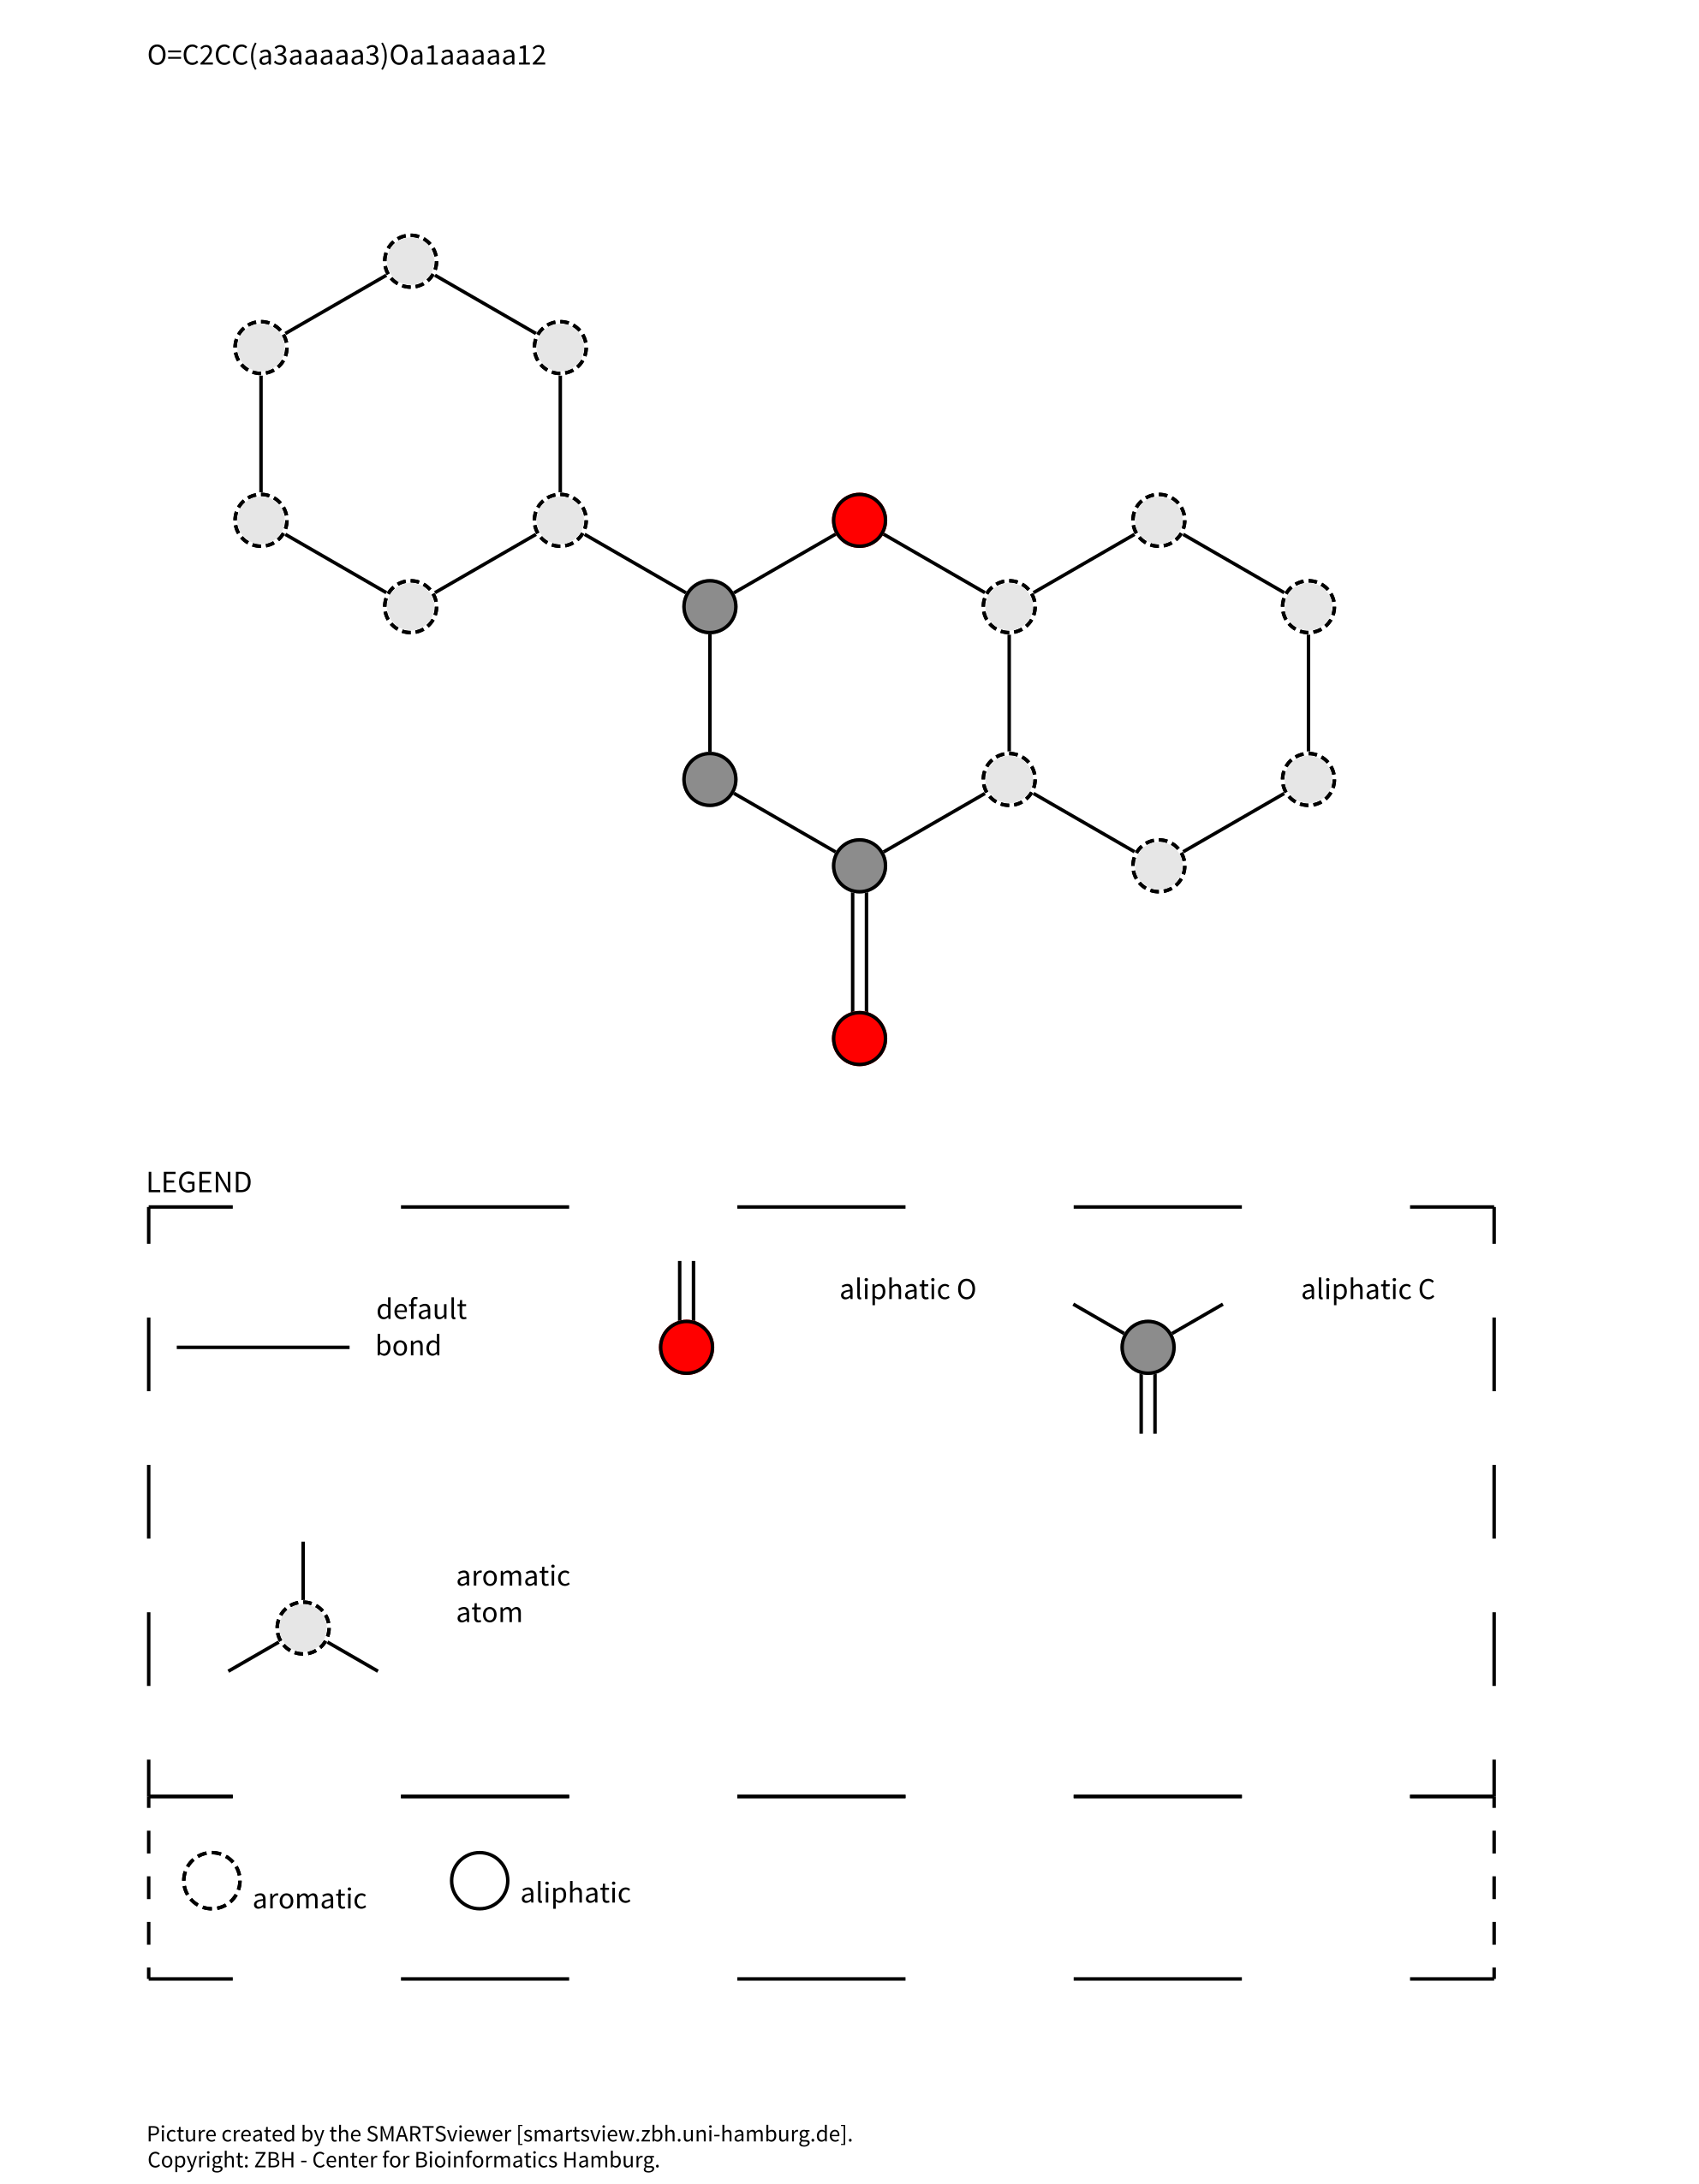 O=C2CC(a3aaaaa3)Oa1aaaaa12
LEGEND
default
bond
aliphatic O
aliphatic C
aromatic
atom
aromatic
aliphatic
Picture created by the SMARTSviewer [smartsview.zbh.uni-hamburg.de].
Copyright: ZBH - Center for Bioinformatics Hamburg.